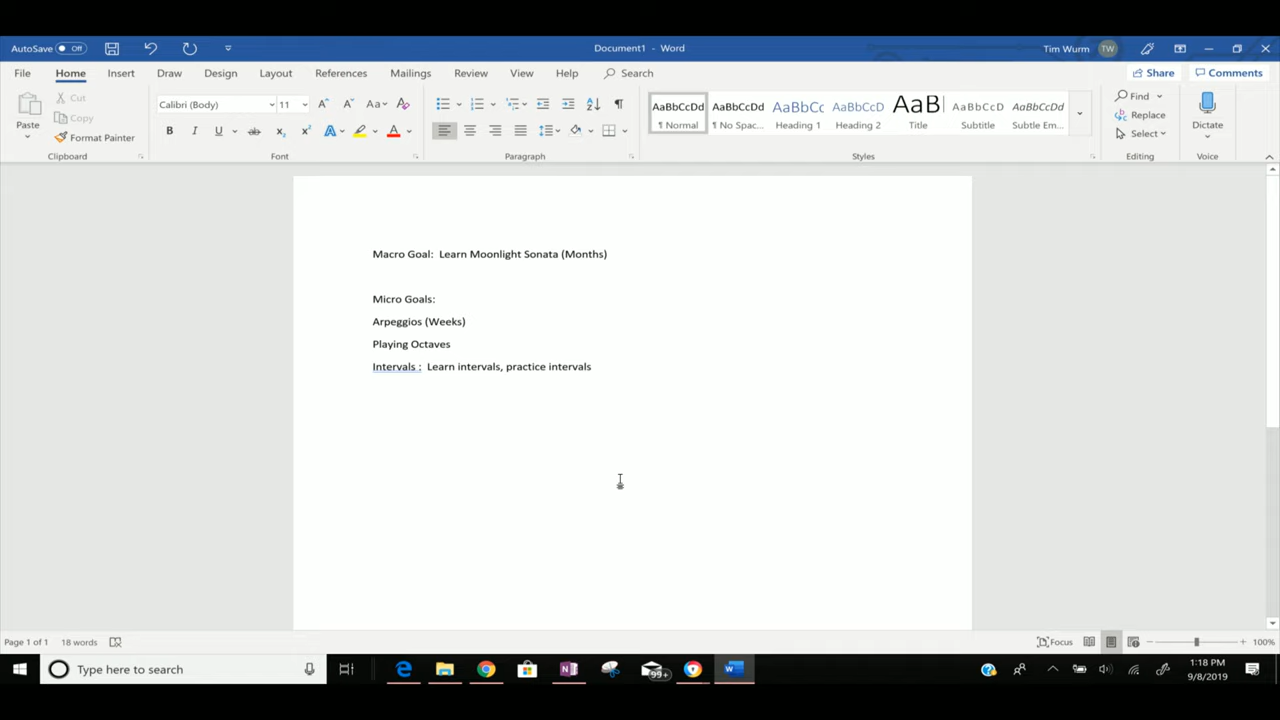 AutoSave Off Document1 - Word Tim Wurm TW
File Home Insert Draw Design Layout References Mailings Review View Help Search Share Comments
Paste Cut Copy Format Painter
Clipboard
Calibri (Body) 11
Font
Paragraph
AaBbCcDd AaBbCcDd AaBbCc AaBbCcD AaB AaBbCcD AaBbCcDd
¶ Normal ¶ No Spac... Heading 1 Heading 2 Title Subtitle Subtle Em...
Styles
Find
Replace
Select
Editing
Dictate
Voice
Macro Goal:  Learn Moonlight Sonata (Months)
Micro Goals:
Arpeggios (Weeks)
Playing Octaves
Intervals :  Learn intervals, practice intervals
Page 1 of 1 18 words Focus 100%
Type here to search 99+ 1:18 PM
9/8/2019